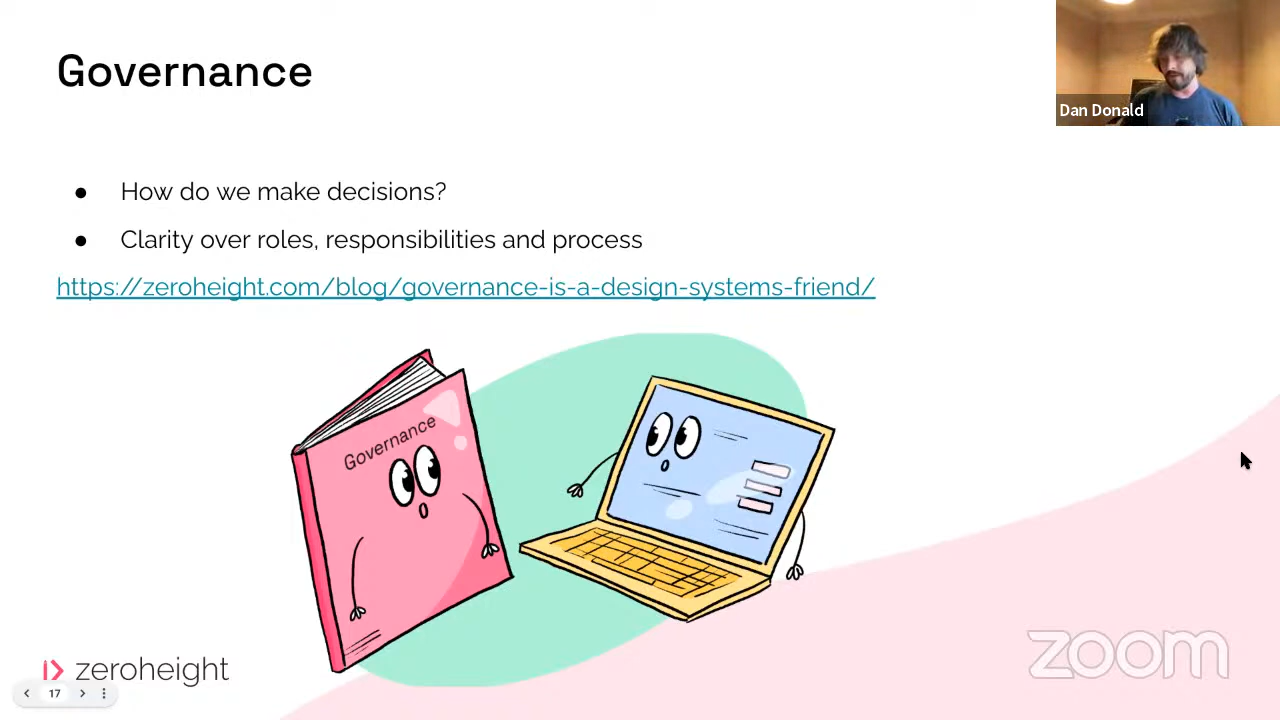 Governance
Dan Donald
How do we make decisions?
Clarity over roles, responsibilities and process
https://zeroheight.com/blog/governance-is-a-design-systems-friend/
Governance
zeroheight
zoom
17